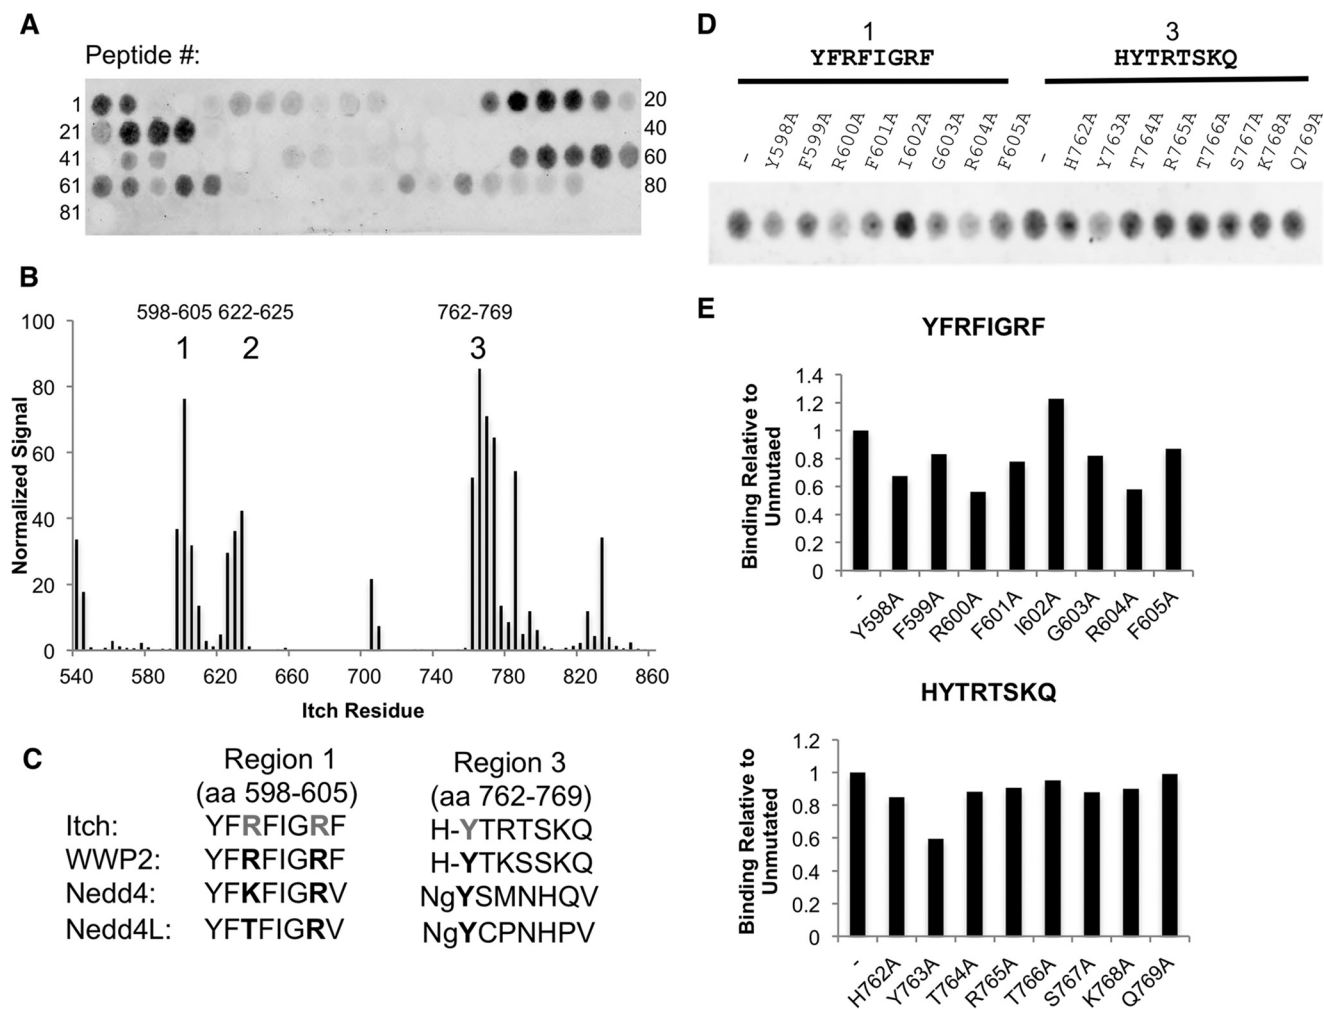 A
Peptide #:
1 20
21 40
41 60
61 80
81
B
598-605 622-625 762-769
1 2 3
Normalized Signal
100
80
60
40
20
0
540 580 620 660 700 740 780 820 860
Itch Residue
C
Region 1
(aa 598-605)
Region 3
(aa 762-769)
Itch: YFRFIGRF H-YTRTSKQ
WWP2: YFRFIGRF H-YTKSSKQ
Nedd4: YFKFIGRV NgYSMNHQV
Nedd4L: YFTFIGRV NgYCPNHPV
D
1 3
YFRFIGRF HYTRTSKQ
- Y598A F599A R600A F601A I602A G603A R604A F605A - H762A Y763A T764A R765A T766A S767A K768A Q769A
E
YFRFIGRF
Binding Relative to
Unmutaed
1.4
1.2
1
0.8
0.6
0.4
0.2
0
- Y598A F599A R600A F601A I602A G603A R604A F605A
HYTRTSKQ
Binding Relative to
Unmutated
1.2
1
0.8
0.6
0.4
0.2
0
- H762A Y763A T764A R765A T766A S767A K768A Q769A